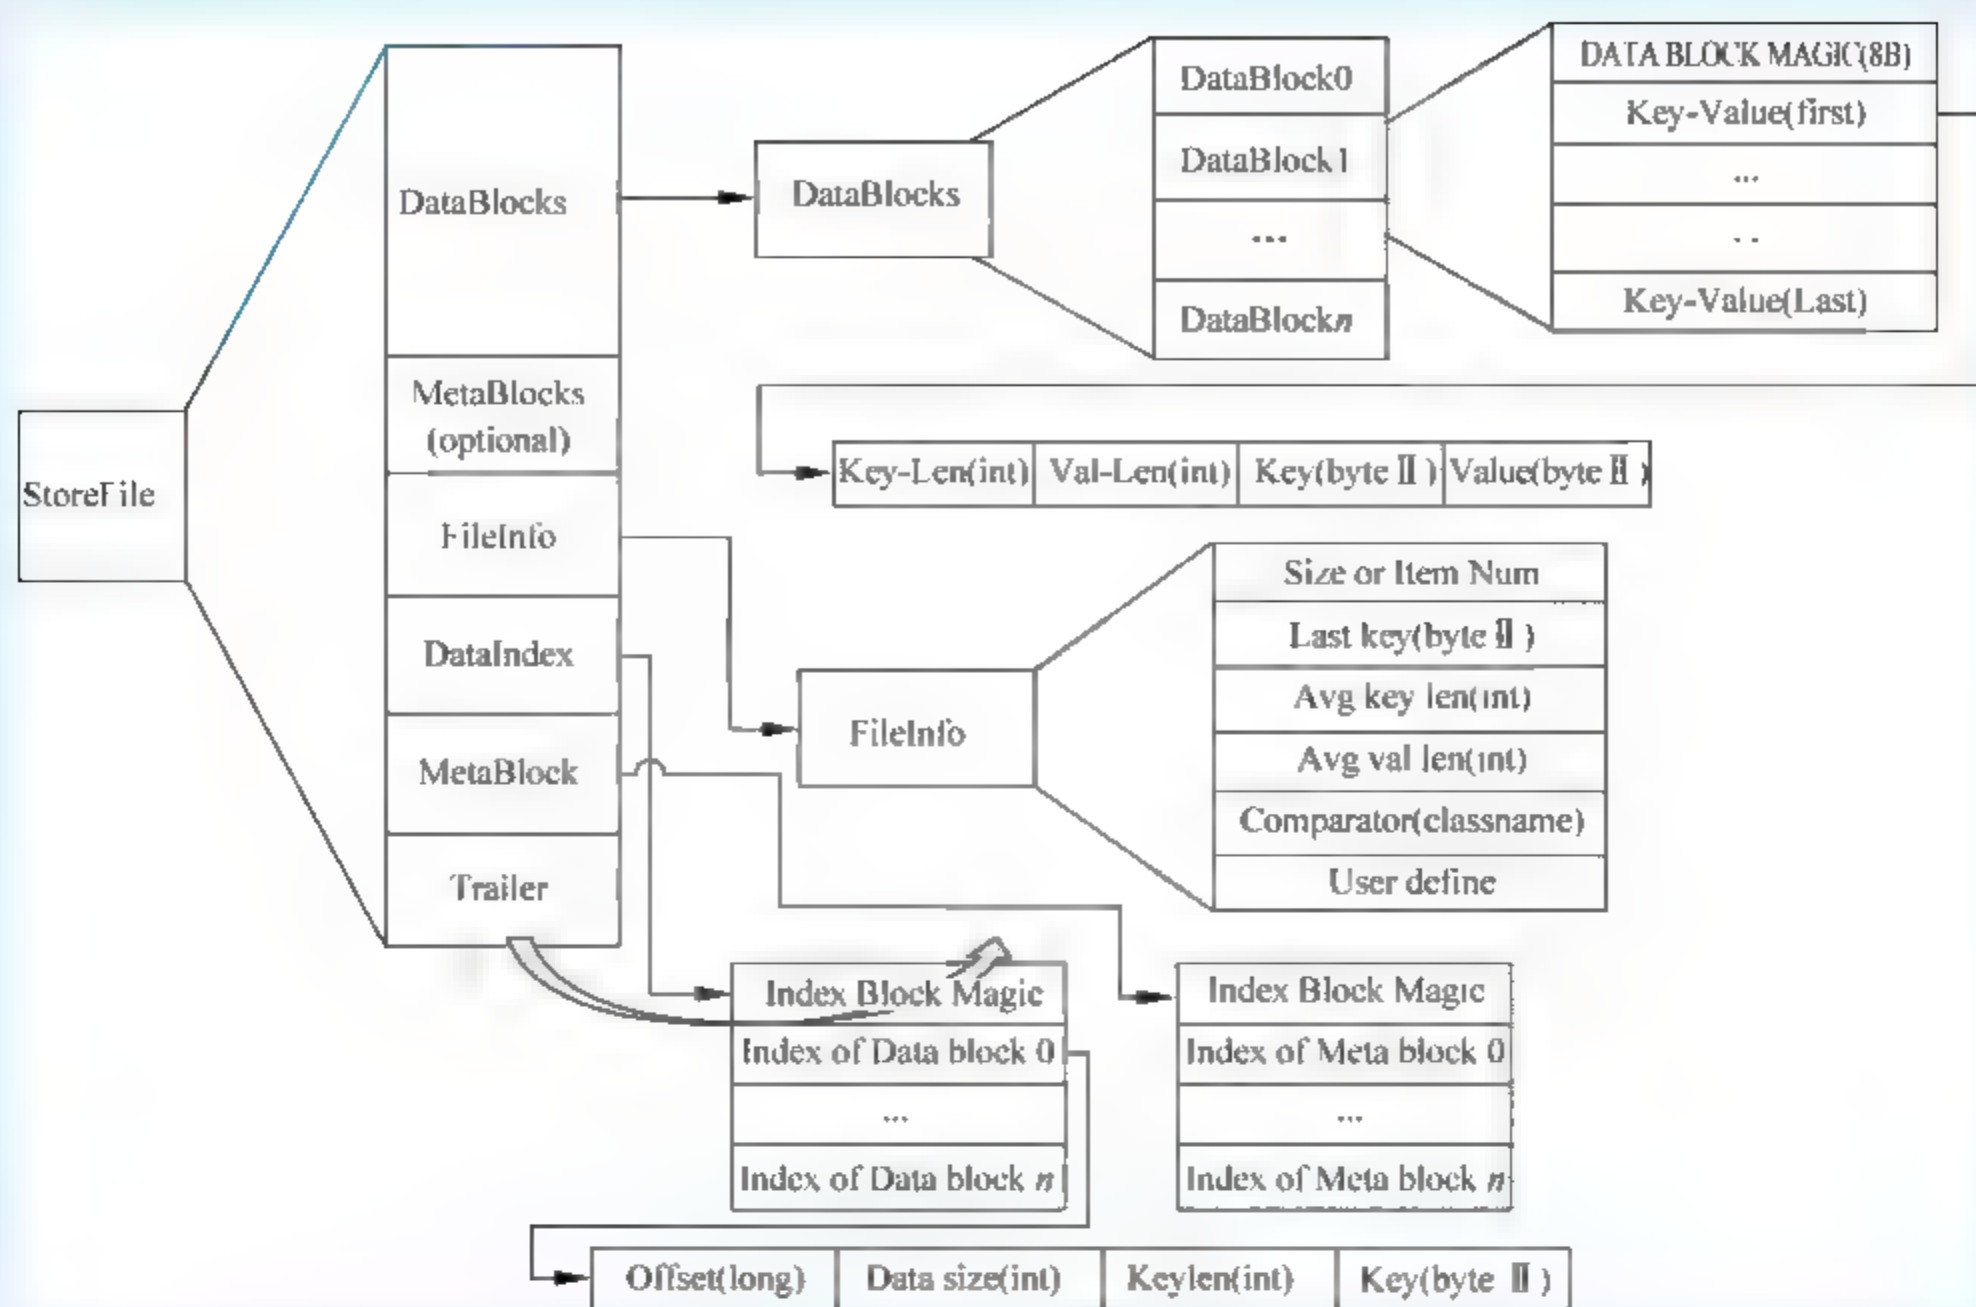 StoreFile
DataBlocks
MetaBlocks
(optional)
FileInfo
DataIndex
MetaBlock
Trailer
DataBlocks
DataBlock0
DataBlock1
...
DataBlockn
DATA BLOCK MAGIC(8B)
Key-Value(first)
...
..
Key-Value(Last)
Key-Len(int)
Val-Len(int)
Key(byte [])
Value(byte [])
FileInfo
Size or Item Num
Last key(byte [])
Avg key len(int)
Avg val len(int)
Comparator(classname)
User define
Index Block Magic
Index of Data block 0
...
Index of Data block n
Index Block Magic
Index of Meta block 0
...
Index of Meta block n
Offset(long)
Data size(int)
Keylen(int)
Key(byte [])